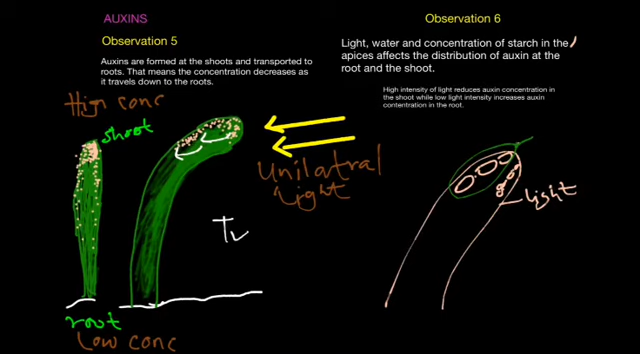 AUXINS
Observation 5
Auxins are formed at the shoots and transported to
roots. That means the concentration decreases as
it travels down to the roots.
High conc
shoot
root
Low conc
Unilatral
light
Observation 6
Light, water and concentration of starch in the
apices affects the distribution of auxin at the
root and the shoot.
High intensity of light reduces auxin concentration in
the shoot while low light intensity increases auxin
contentration in the root.
light